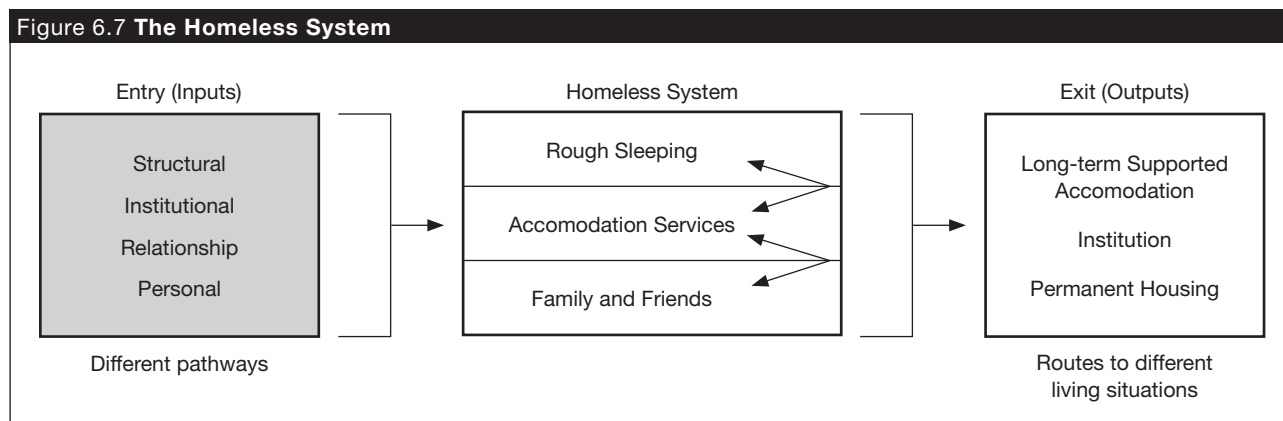 Figure 6.7 The Homeless System
Entry (Inputs)
Structural
Institutional
Relationship
Personal
Different pathways
Homeless System
Rough Sleeping
Accomodation Services
Family and Friends
Exit (Outputs)
Long-term Supported
Accomodation
Institution
Permanent Housing
Routes to different
living situations